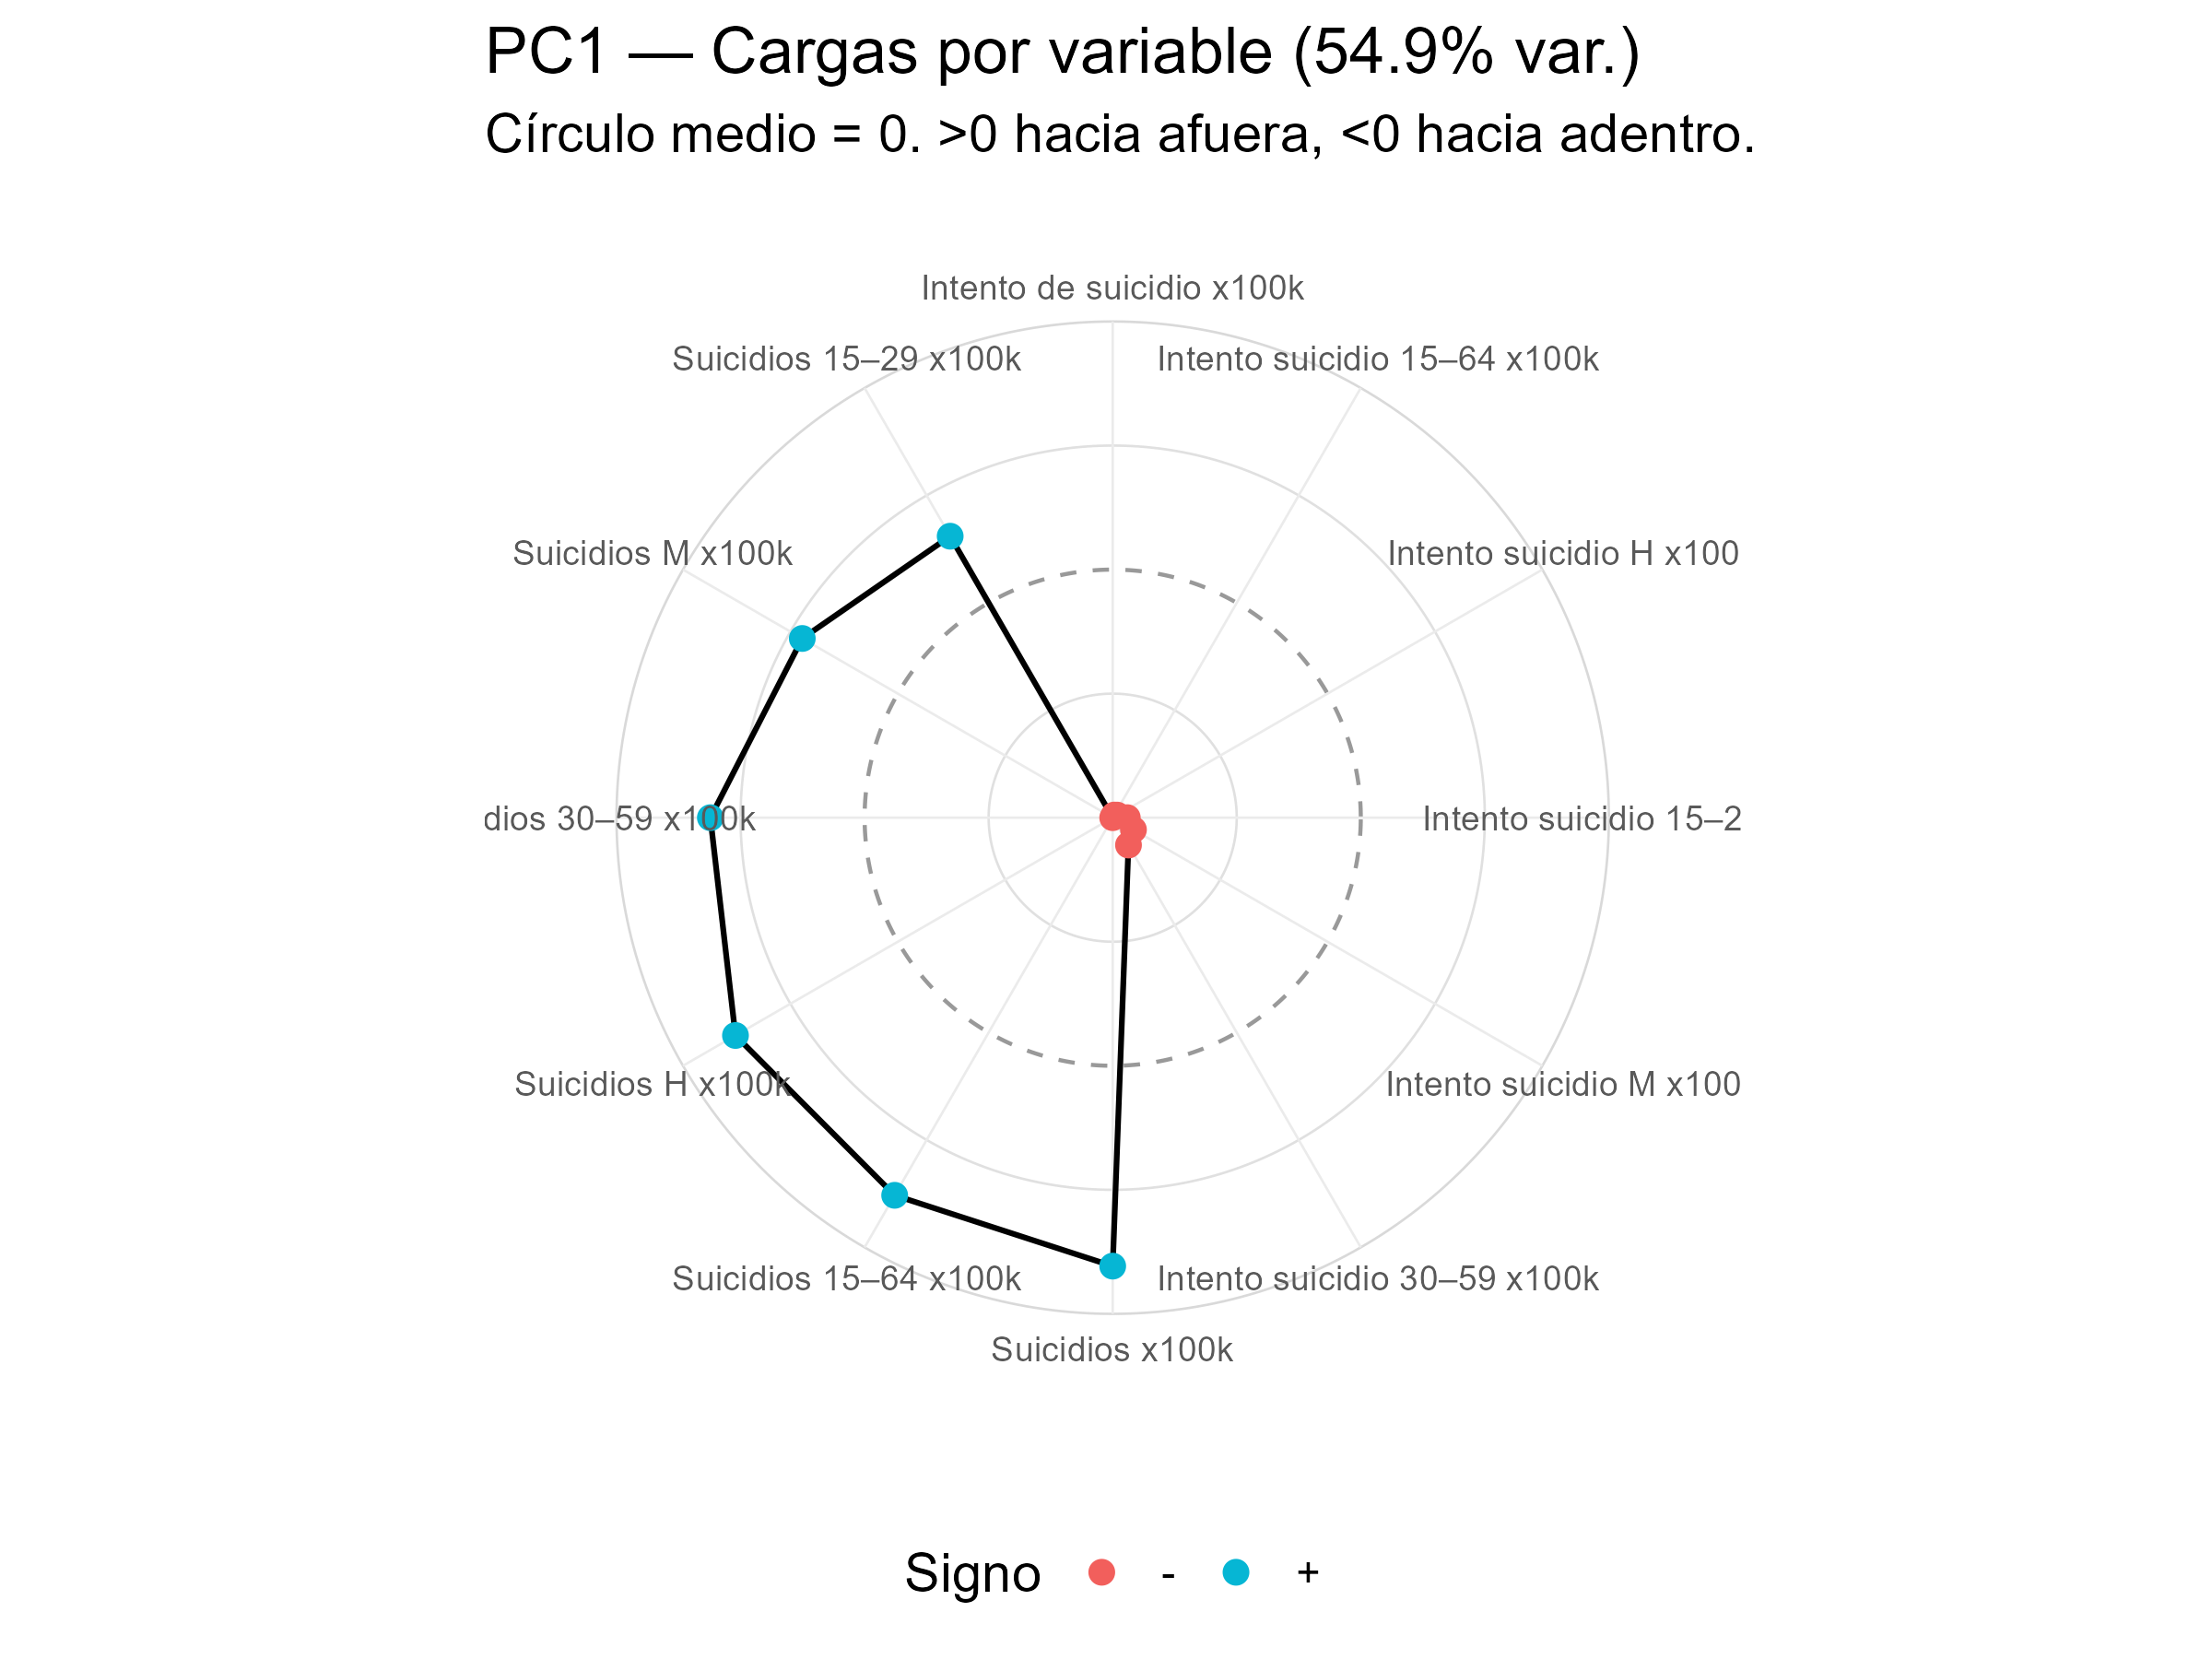 PC1 — Cargas por variable (54.9% var.)
Círculo medio = 0. >0 hacia afuera, <0 hacia adentro.
Intento de suicidio x100k
Suicidios 15–29 x100k
Intento suicidio 15–64 x100k
Suicidios M x100k
Intento suicidio H x100
dios 30–59 x100k
Intento suicidio 15–2
Suicidios H x100k
Intento suicidio M x100
Suicidios 15–64 x100k
Intento suicidio 30–59 x100k
Suicidios x100k
Signo - +